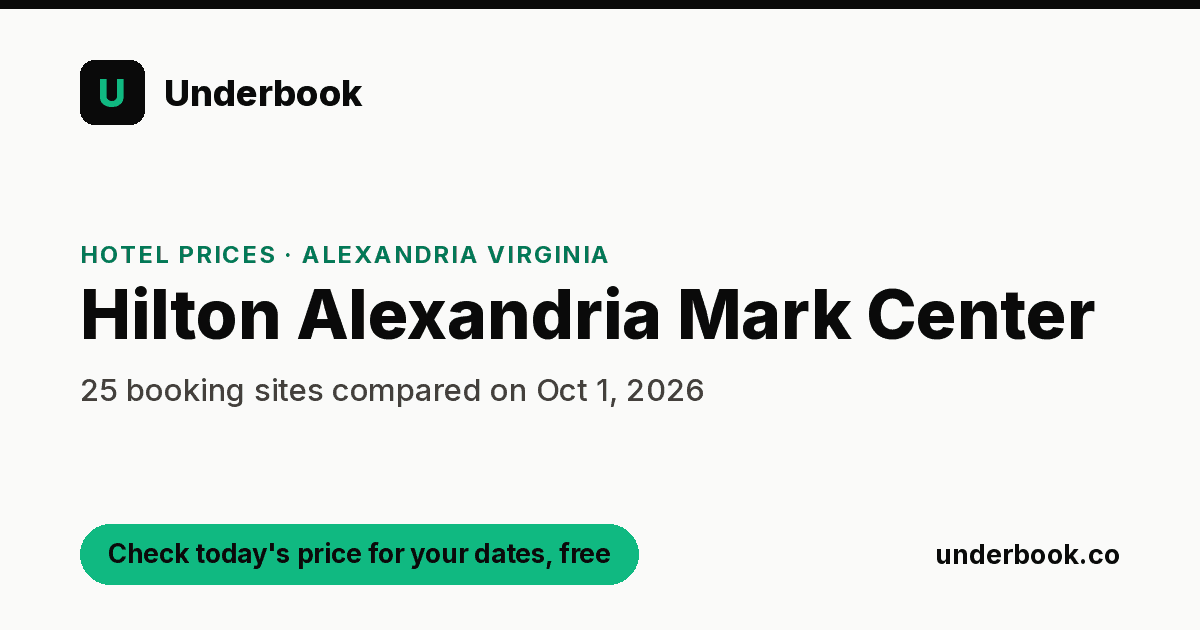 U Underbook
HOTEL PRICES · ALEXANDRIA VIRGINIA
Hilton Alexandria Mark Center
25 booking sites compared on Oct 1, 2026
Check today's price for your dates, free
underbook.co